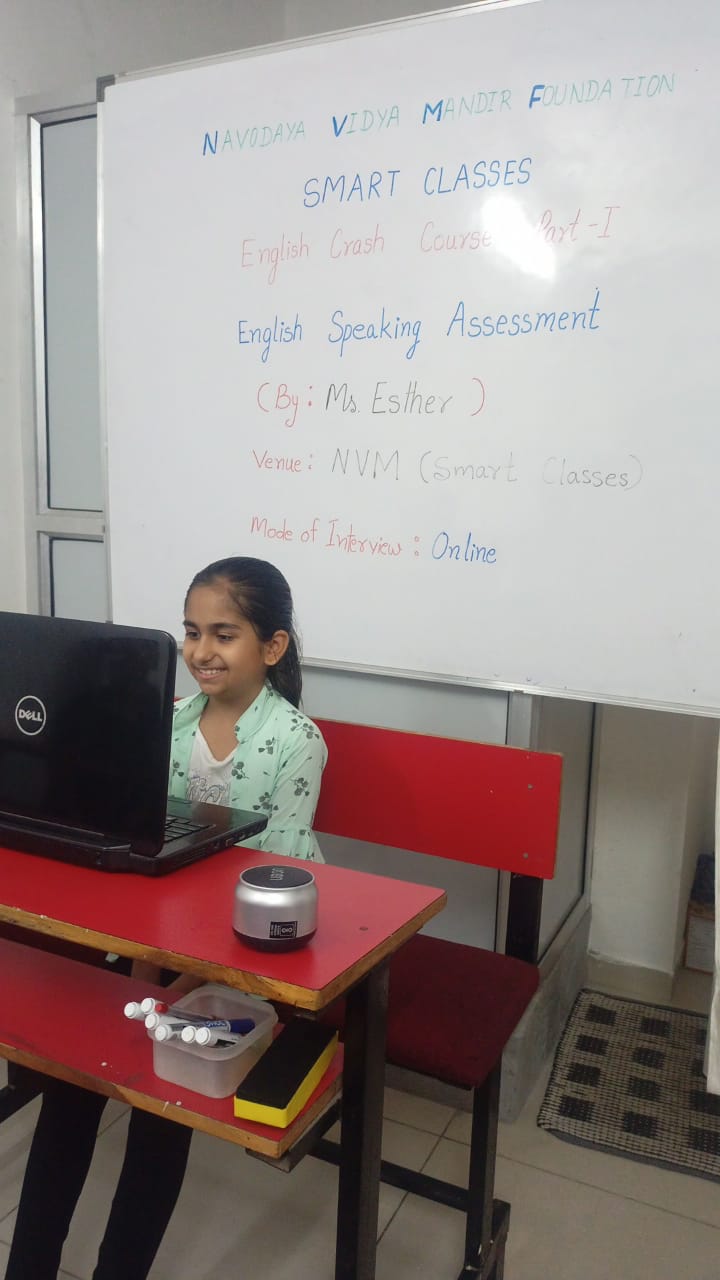 NAVODAYA VIDYA MANDIR FOUNDATION
SMART CLASSES
English Crash Course Part-I
English Speaking Assessment
(By: Ms. Esther )
Venue: NVM (Smart Classes)
Mode of Interview : Online
DELL
UBON